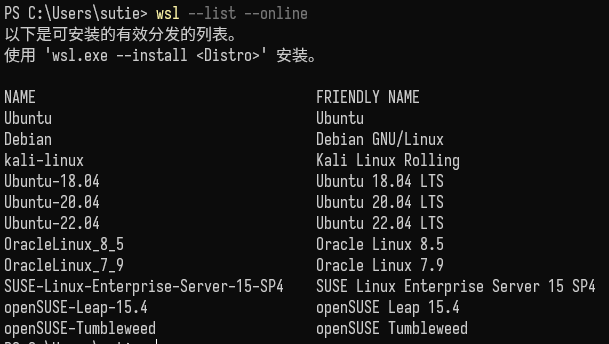 PS C:\Users\sutie> wsl --list --online
以下是可安装的有效分发的列表。
使用 'wsl.exe --install <Distro>' 安装。
NAME FRIENDLY NAME
Ubuntu Ubuntu
Debian Debian GNU/Linux
kali-linux Kali Linux Rolling
Ubuntu-18.04 Ubuntu 18.04 LTS
Ubuntu-20.04 Ubuntu 20.04 LTS
Ubuntu-22.04 Ubuntu 22.04 LTS
OracleLinux_8_5 Oracle Linux 8.5
OracleLinux_7_9 Oracle Linux 7.9
SUSE-Linux-Enterprise-Server-15-SP4 SUSE Linux Enterprise Server 15 SP4
openSUSE-Leap-15.4 openSUSE Leap 15.4
openSUSE-Tumbleweed openSUSE Tumbleweed